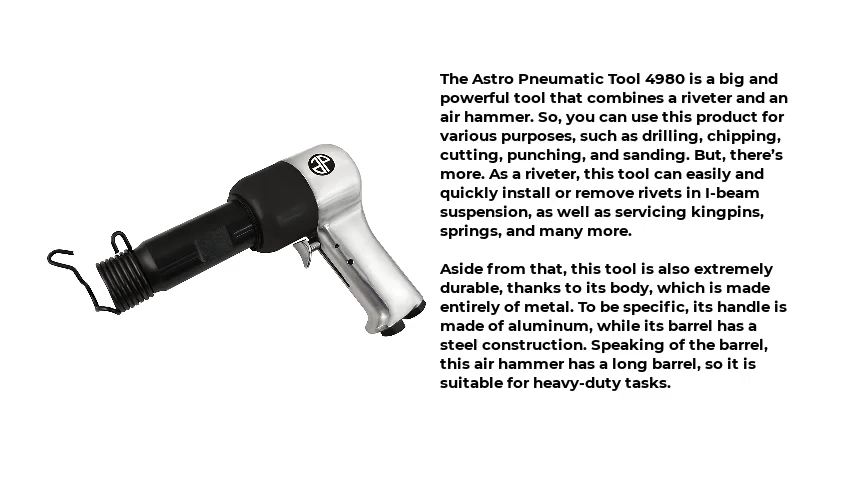 The Astro Pneumatic Tool 4980 is a big and
powerful tool that combines a riveter and an
air hammer. So, you can use this product for
various purposes, such as drilling, chipping,
cutting, punching, and sanding. But, there’s
more. As a riveter, this tool can easily and
quickly install or remove rivets in I-beam
suspension, as well as servicing kingpins,
springs, and many more.

Aside from that, this tool is also extremely
durable, thanks to its body, which is made
entirely of metal. To be specific, its handle is
made of aluminum, while its barrel has a
steel construction. Speaking of the barrel,
this air hammer has a long barrel, so it is
suitable for heavy-duty tasks.